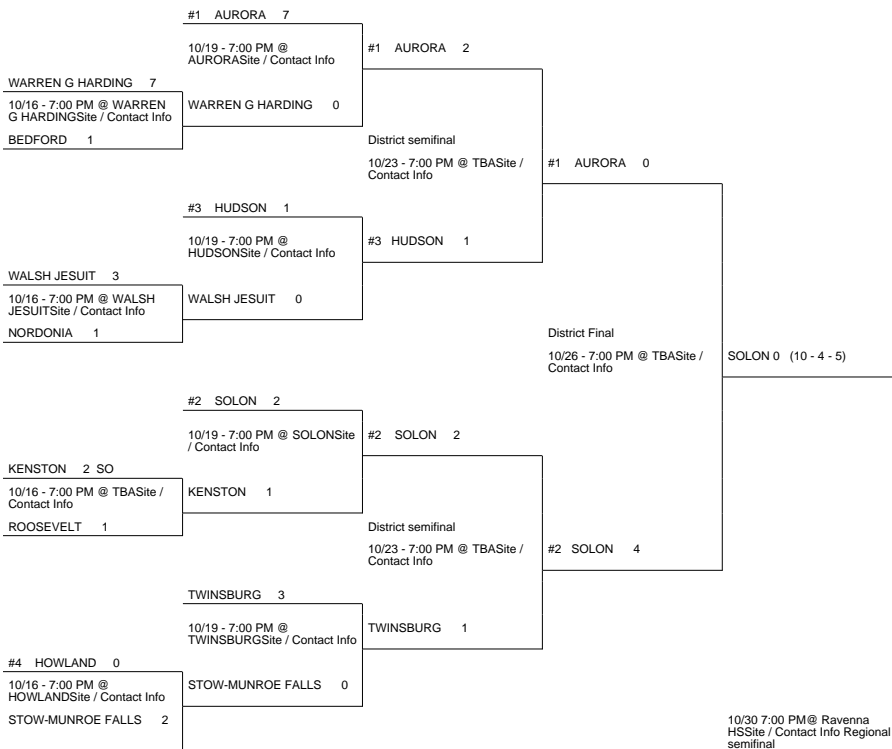 #1 AURORA 7
10/19 - 7:00 PM @
AURORASite / Contact Info
#1 AURORA 2
WARREN G HARDING 7
10/16 - 7:00 PM @ WARREN
G HARDINGSite / Contact Info
WARREN G HARDING 0
BEDFORD 1
District semifinal
10/23 - 7:00 PM @ TBASite /
Contact Info
#1 AURORA 0
#3 HUDSON 1
10/19 - 7:00 PM @
HUDSONSite / Contact Info
#3 HUDSON 1
WALSH JESUIT 3
10/16 - 7:00 PM @ WALSH
JESUITSite / Contact Info
WALSH JESUIT 0
NORDONIA 1
District Final
10/26 - 7:00 PM @ TBASite /
Contact Info
SOLON 0 (10 - 4 - 5)
#2 SOLON 2
10/19 - 7:00 PM @ SOLONSite
/ Contact Info
#2 SOLON 2
KENSTON 2 SO
10/16 - 7:00 PM @ TBASite /
Contact Info
KENSTON 1
ROOSEVELT 1
District semifinal
10/23 - 7:00 PM @ TBASite /
Contact Info
#2 SOLON 4
TWINSBURG 3
10/19 - 7:00 PM @
TWINSBURGSite / Contact Info
TWINSBURG 1
#4 HOWLAND 0
10/16 - 7:00 PM @
HOWLANDSite / Contact Info
STOW-MUNROE FALLS 0
STOW-MUNROE FALLS 2
10/30 7:00 PM@ Ravenna
HSSite / Contact Info Regional
semifinal